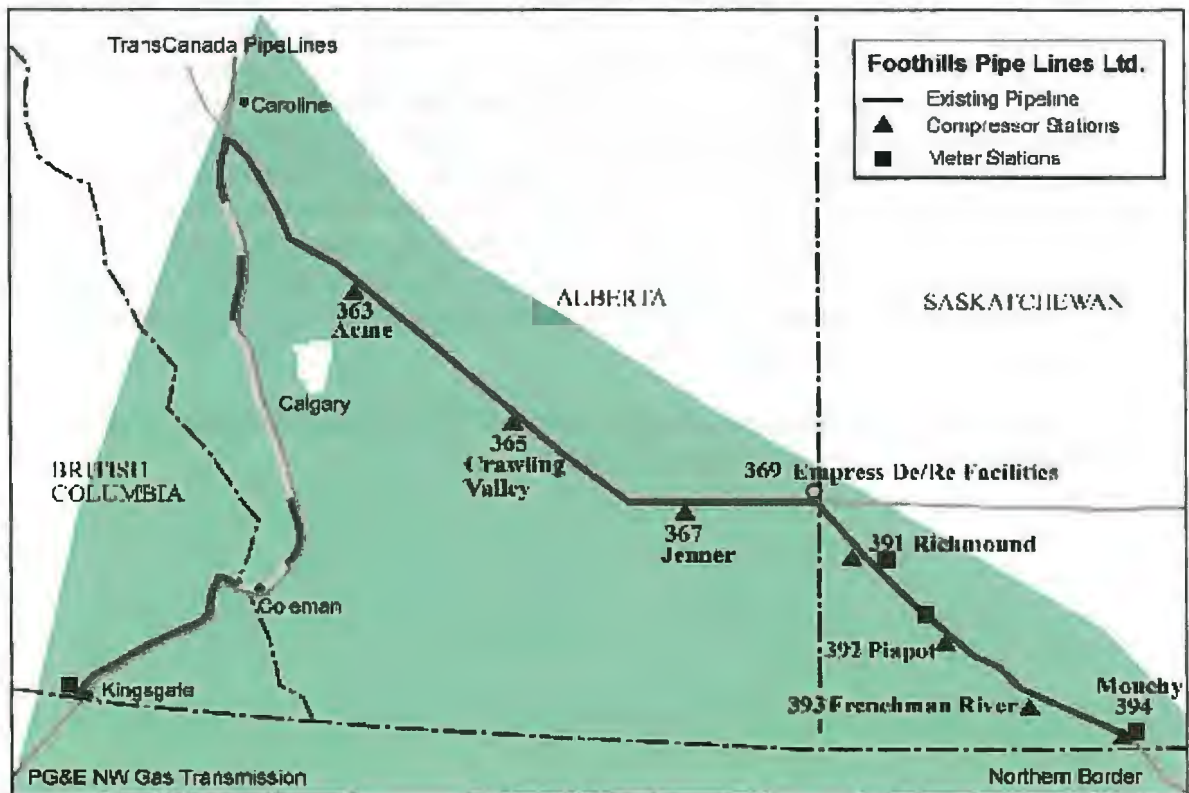 TransCanada PipeLines
Caroline
Foothills Pipe Lines Ltd.
Existing Pipeline
Compressor Stations
Meter Stations
ALBERTA
SASKATCHEWAN
363
Acme
Calgary
365
Crawling
Valley
BRITISH
COLUMBIA
369 Empress De/Re Facilities
367
Jenner
391 Richmound
Coleman
392 Piapot
Kingsgate
393 Frenchman River
Monchy
394
PG&E NW Gas Transmission
Northern Border